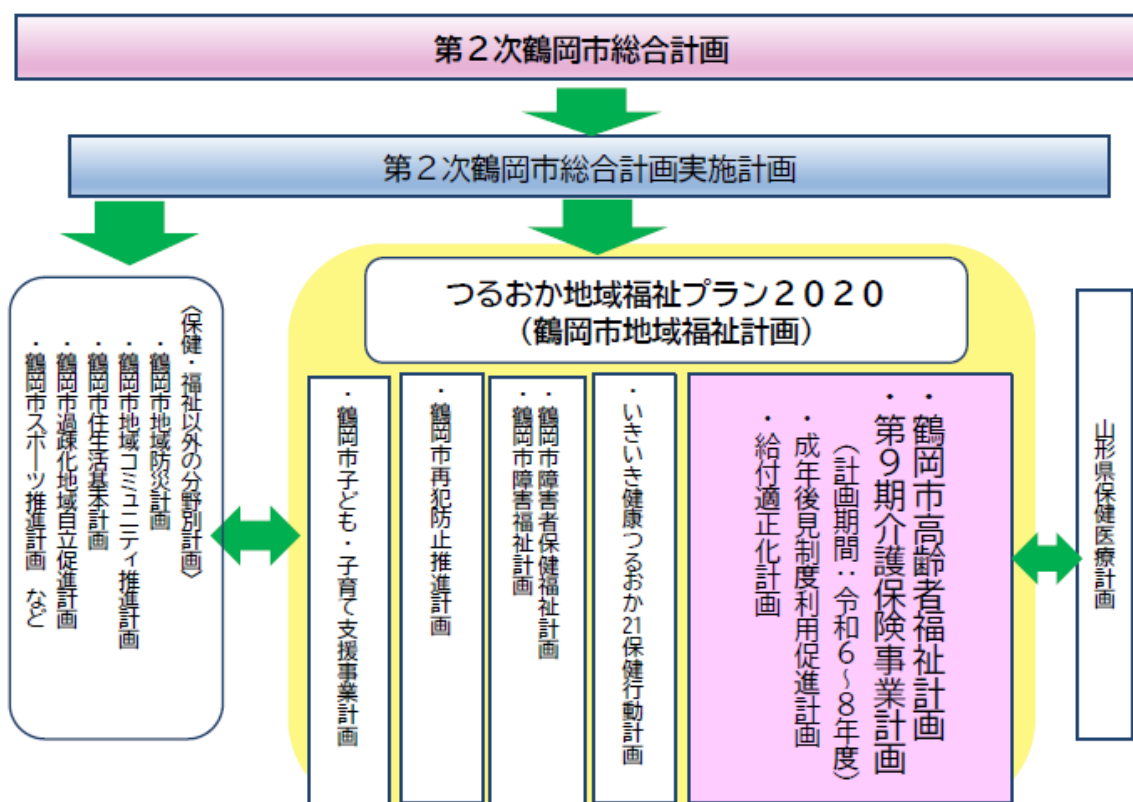 第２次鶴岡市総合計画
第２次鶴岡市総合計画実施計画
つるおか地域福祉プラン２０２０
（鶴岡市地域福祉計画）
〈保健・福祉以外の分野別計画〉
・鶴岡市地域防災計画
・鶴岡市地域コミュニティ推進計画
・鶴岡市住生活基本計画
・鶴岡市過疎化地域自立促進計画
・鶴岡市スポーツ推進計画　など
・鶴岡市子ども・子育て支援事業計画
・鶴岡市再犯防止推進計画
・鶴岡市障害者保健福祉計画
・鶴岡市障害福祉計画
・いきいき健康つるおか21保健行動計画
・鶴岡市高齢者福祉計画
・第９期介護保険事業計画
（計画期間：令和６～８年度）
・成年後見制度利用促進計画
・給付適正化計画
山形県保健医療計画